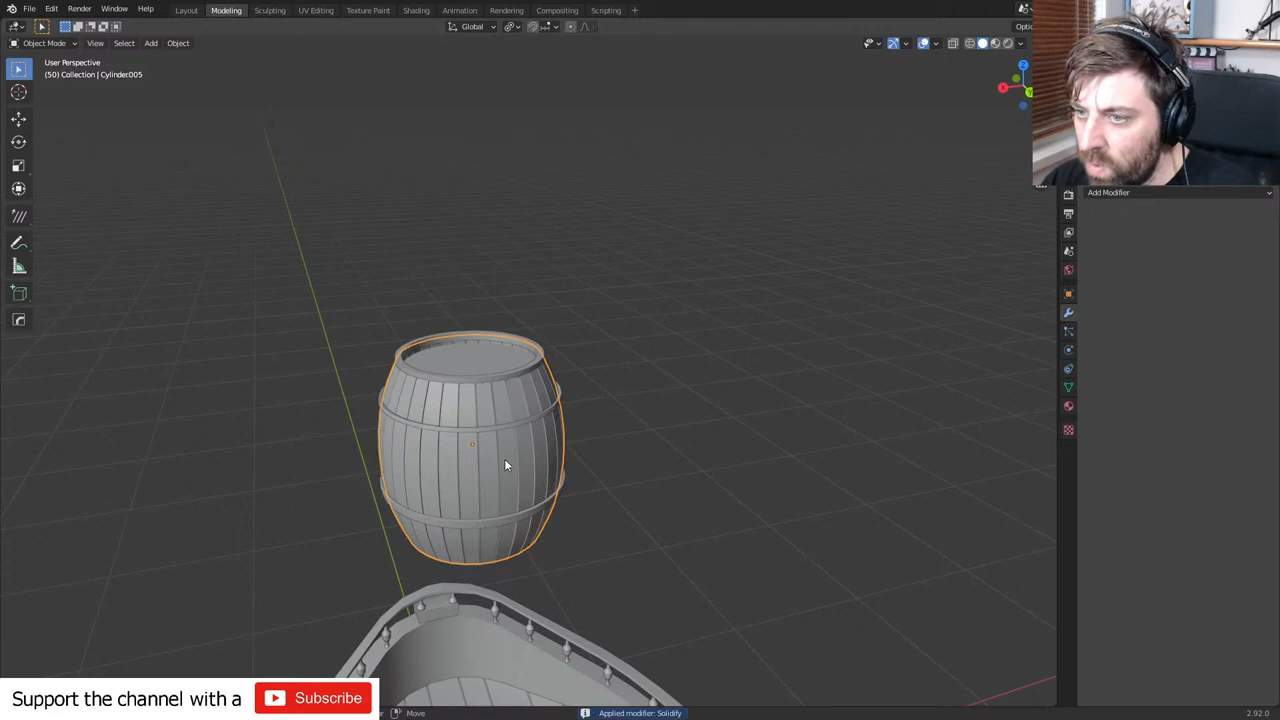 File Edit Render Window Help
Layout Modeling Sculpting UV Editing Texture Paint Shading Animation Rendering Compositing Scripting +
Global
Object Mode View Select Add Object
User Perspective
(50) Collection | Cylinder.005
Z
X
Y
Add Modifier
Support the channel with a Subscribe
Move
Applied modifier: Solidify
2.92.0